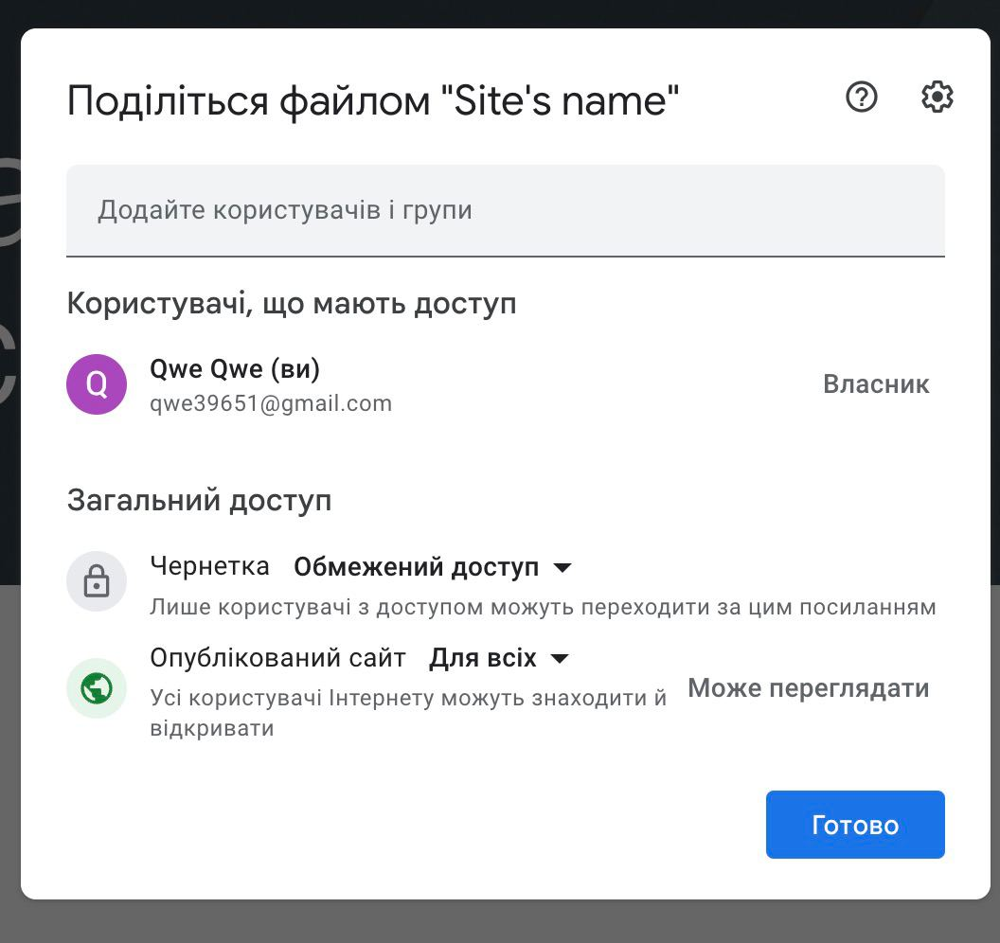 Поділіться файлом "Site's name"
Додайте користувачів і групи
Користувачі, що мають доступ
Q
Qwe Qwe (ви)
qwe39651@gmail.com
Власник
Загальний доступ
Чернетка Обмежений доступ
Лише користувачі з доступом можуть переходити за цим посиланням
Опублікований сайт Для всіх
Усі користувачі Інтернету можуть знаходити й
відкривати
Може переглядати
Готово